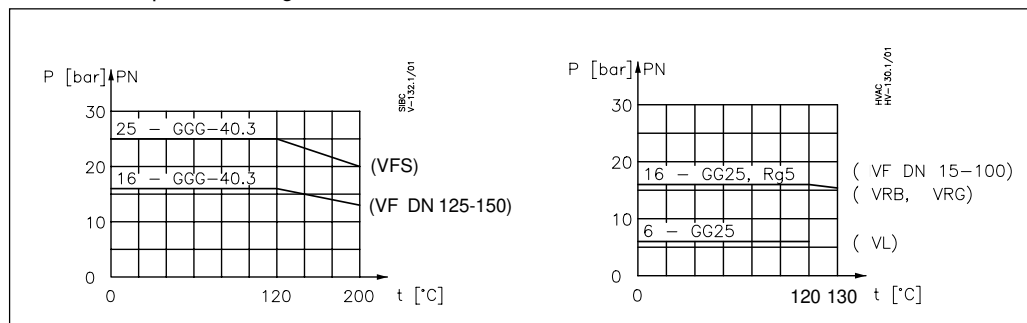 P [bar] PN
30
25 – GGG–40.3
20
(VFS)
16 – GGG–40.3
(VF DN 125-150)
10
0
0 120 200 t [°C]
SIBC
V–132.1/01
P [bar] PN
30
20
16 – GG25, Rg5
( VF DN 15–100)
( VRB, VRG)
10
6 – GG25
( VL)
0
0 120 130 t [°C]
HVAC
HV–130.1/01